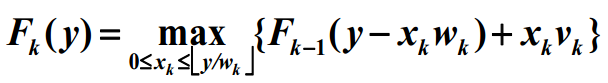 F_k(y) = max_{0≤x_k≤⌊y/w_k⌋} {F_{k-1}(y − x_k w_k) + x_k v_k}